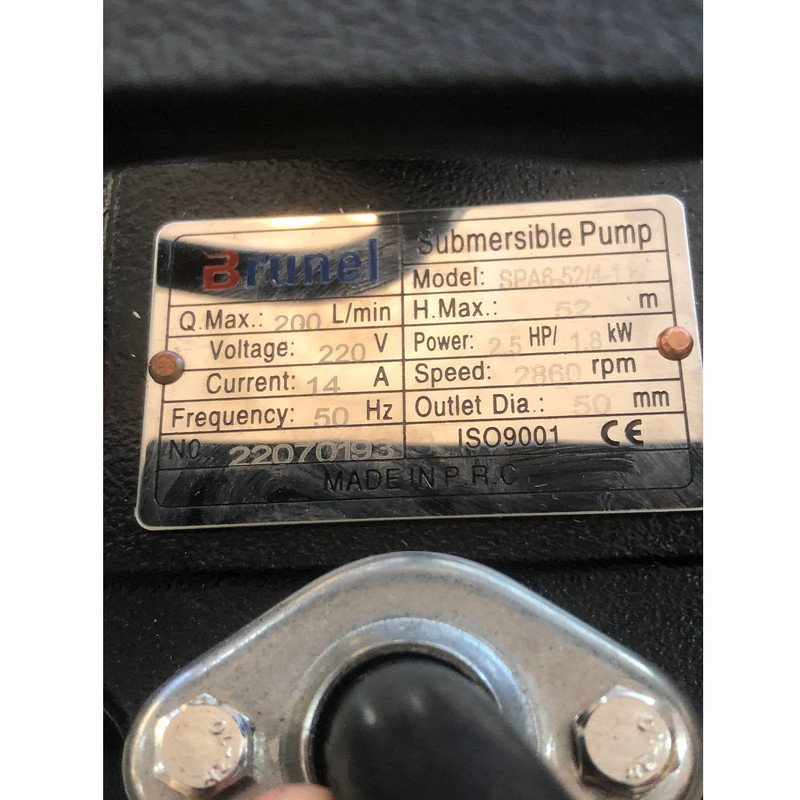 Brunel
Submersible Pump
Model: SPA6-52/4-1.8
Q.Max.: 200 L/min
H.Max.: 52 m
Voltage: 220 V
Power: 2.5 HP/ 1.8 kW
Current: 14 A
Speed: 2860 rpm
Frequency: 50 Hz
Outlet Dia.: 50 mm
NO. 22070193
ISO9001 CE
MADE IN P.R.C